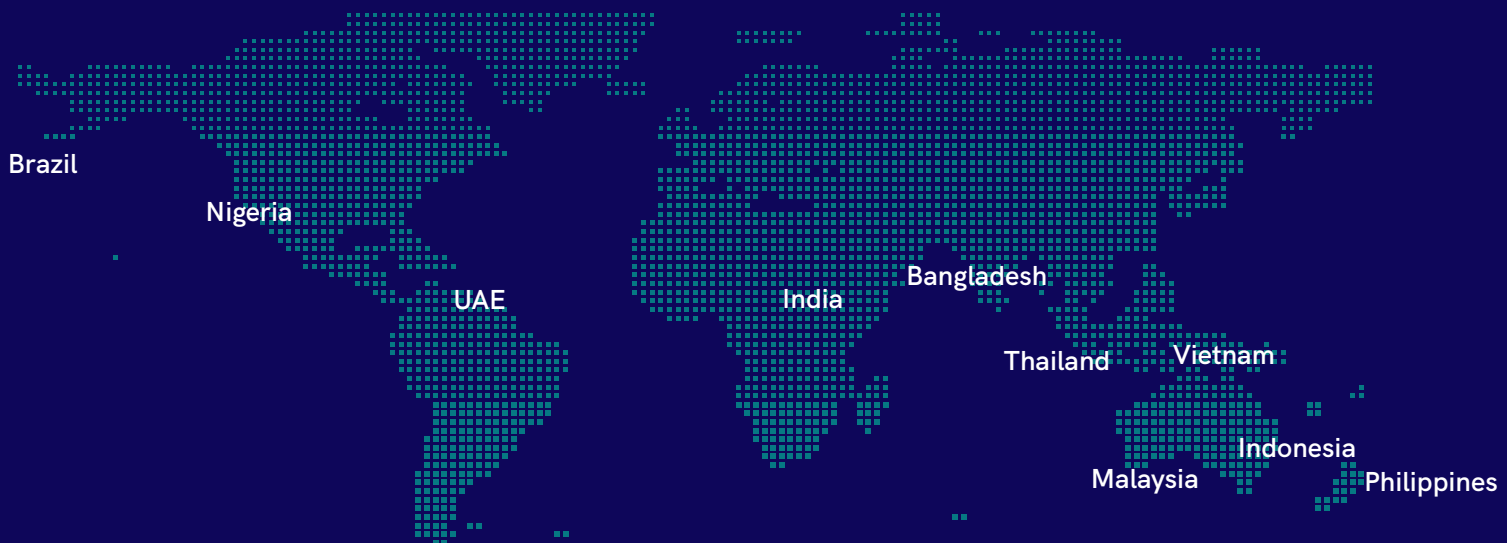 Brazil
Nigeria
Bangladesh
UAE
India
Vietnam
Thailand
Indonesia
Malaysia
Philippines